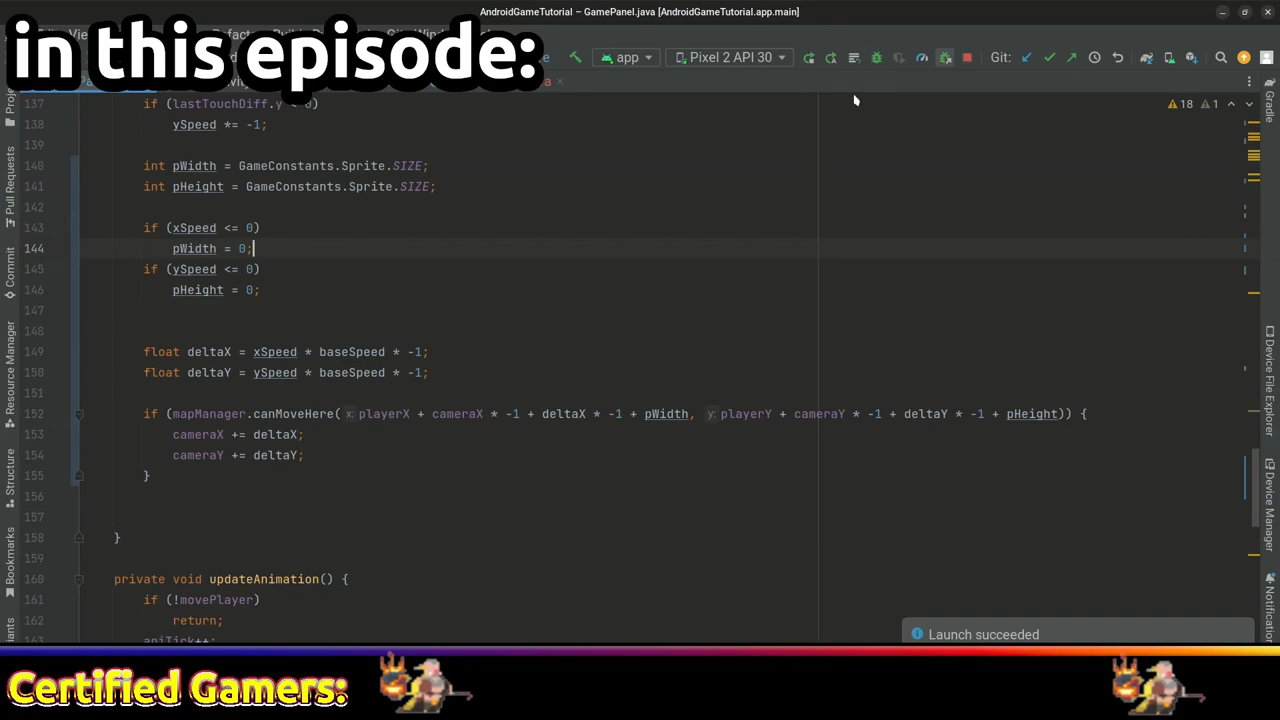 AndroidGameTutorial – GamePanel.java [AndroidGameTutorial.app.main]
in this episode:
app
Pixel 2 API 30
Git:
18
1
137 if (lastTouchDiff.y < 0)
138 ySpeed *= -1;
139
140 int pWidth = GameConstants.Sprite.SIZE;
141 int pHeight = GameConstants.Sprite.SIZE;
142
143 if (xSpeed <= 0)
144 pWidth = 0;
145 if (ySpeed <= 0)
146 pHeight = 0;
147
148
149 float deltaX = xSpeed * baseSpeed * -1;
150 float deltaY = ySpeed * baseSpeed * -1;
151
152 if (mapManager.canMoveHere( x: playerX + cameraX * -1 + deltaX * -1 + pWidth, y: playerY + cameraY * -1 + deltaY * -1 + pHeight)) {
153 cameraX += deltaX;
154 cameraY += deltaY;
155 }
156
157
158 }
159
160 private void updateAnimation() {
161 if (!movePlayer)
162 return;
163 aniTick++;
Pull Requests
Commit
Resource Manager
Structure
Bookmarks
Gradle
Device File Explorer
Device Manager
Launch succeeded
Certified Gamers: